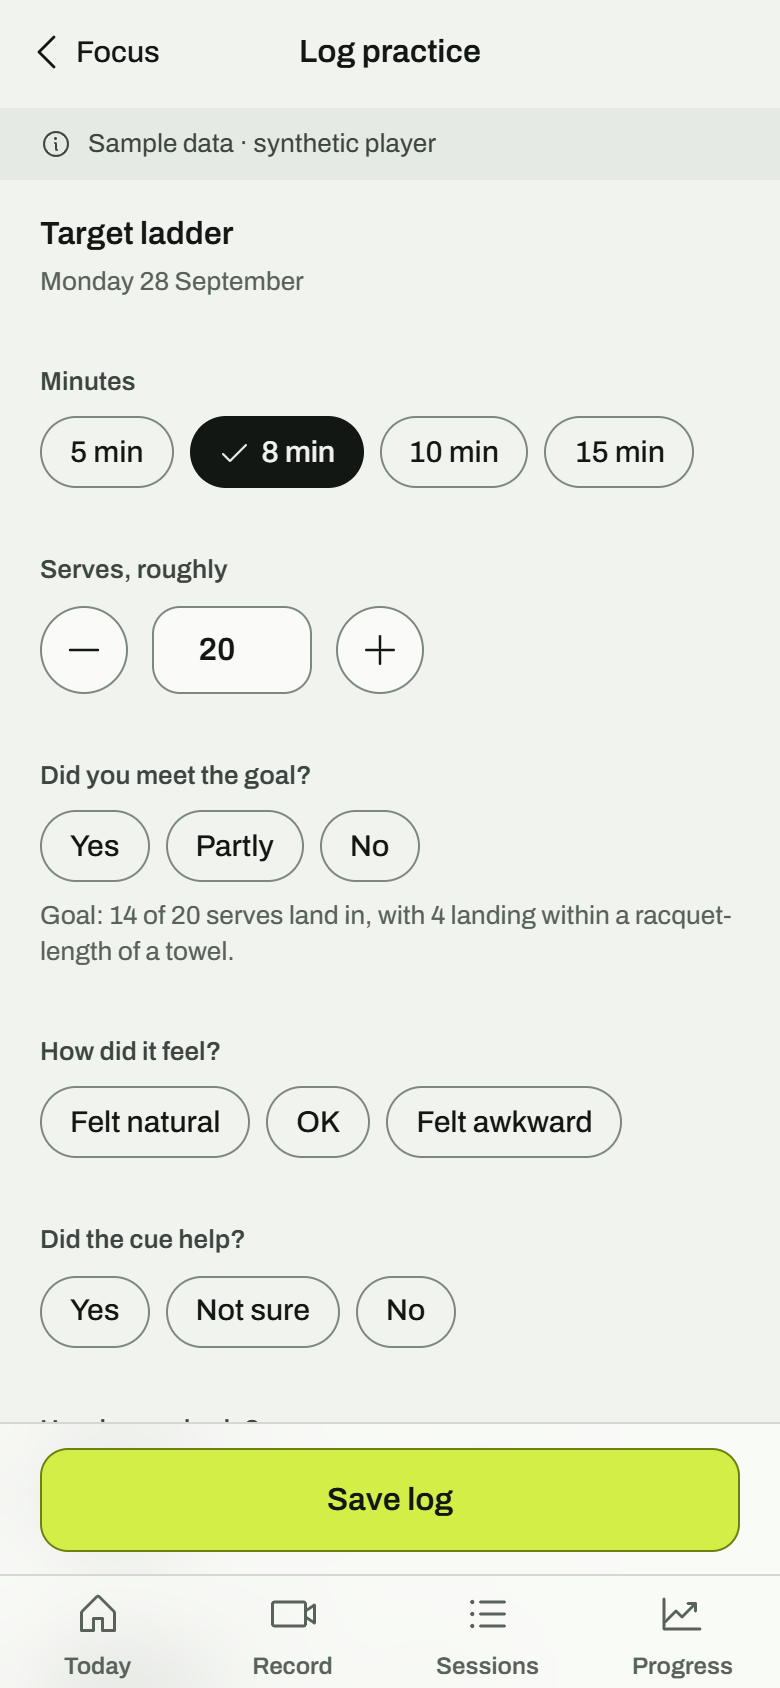 Focus
Log practice
Sample data · synthetic player
Target ladder
Monday 28 September
Minutes
5 min
8 min
10 min
15 min
Serves, roughly
20
Did you meet the goal?
Yes
Partly
No
Goal: 14 of 20 serves land in, with 4 landing within a racquet-
length of a towel.
How did it feel?
Felt natural
OK
Felt awkward
Did the cue help?
Yes
Not sure
No
Save log
Today
Record
Sessions
Progress